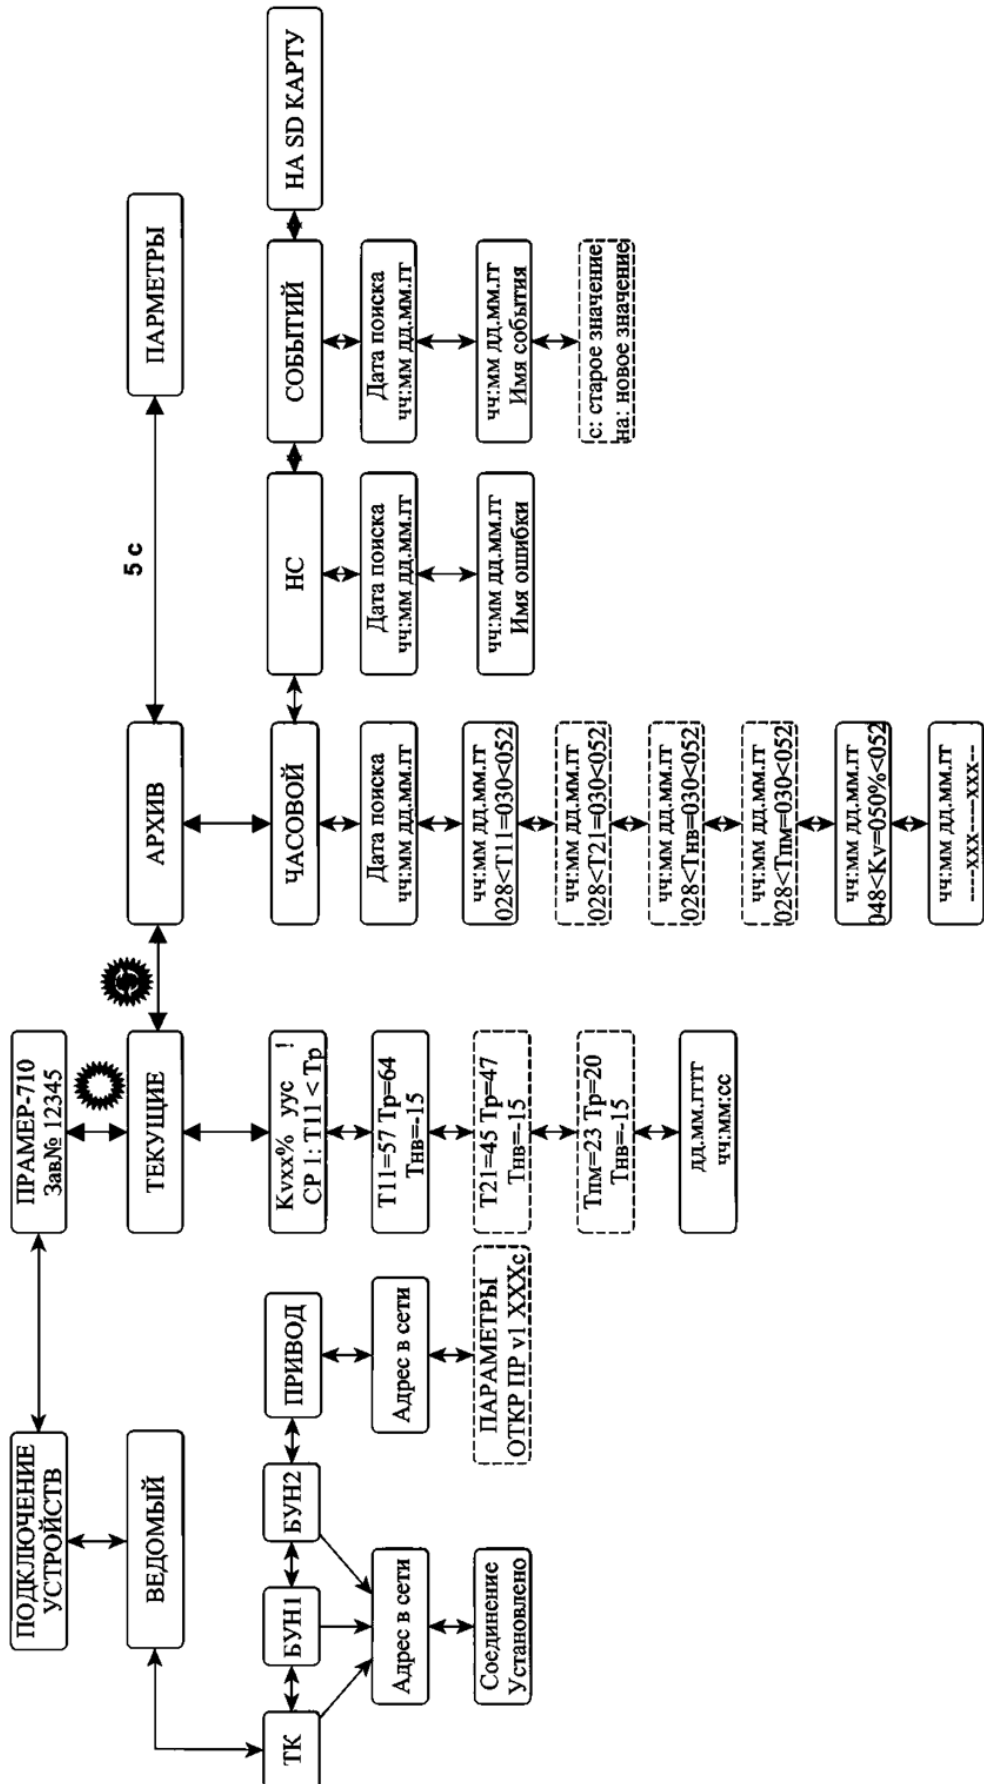 ПОДКЛЮЧЕНИЕ
УСТРОЙСТВ
ПРАМЕР-710
Зав№ 12345
ВЕДОМЫЙ
ТЕКУЩИЕ
АРХИВ
5 с
ПАРМЕТРЫ
ТК
БУН1
БУН2
ПРИВОД
Адрес в сети
Соединение
Установлено
Адрес в сети
ПАРАМЕТРЫ
ОТКР ПР v1 XXXс
Kvxx% уус !
СР 1: Т11 < Тр
Т11=57 Тр=64
Тнв=-15
Т21=45 Тр=47
Тнв=-15
Тпм=23 Тр=20
Тнв=-15
дд.мм.гггг
чч:мм:сс
ЧАСОВОЙ
Дата поиска
чч:мм дд.мм.гг
чч:мм дд.мм.гг
028<Т11=030<052
чч:мм дд.мм.гг
028<Т21=030<052
чч:мм дд.мм.гг
028<Тнв=030<052
чч:мм дд.мм.гг
028<Тпм=030<052
чч:мм дд.мм.гг
048<Kv=050%<052
чч:мм дд.мм.гг
----xxx-----xxx--
НС
Дата поиска
чч:мм дд.мм.гг
чч:мм дд.мм.гг
Имя ошибки
СОБЫТИЙ
Дата поиска
чч:мм дд.мм.гг
чч:мм дд.мм.гг
Имя события
с: старое значение
на: новое значение
НА SD КАРТУ